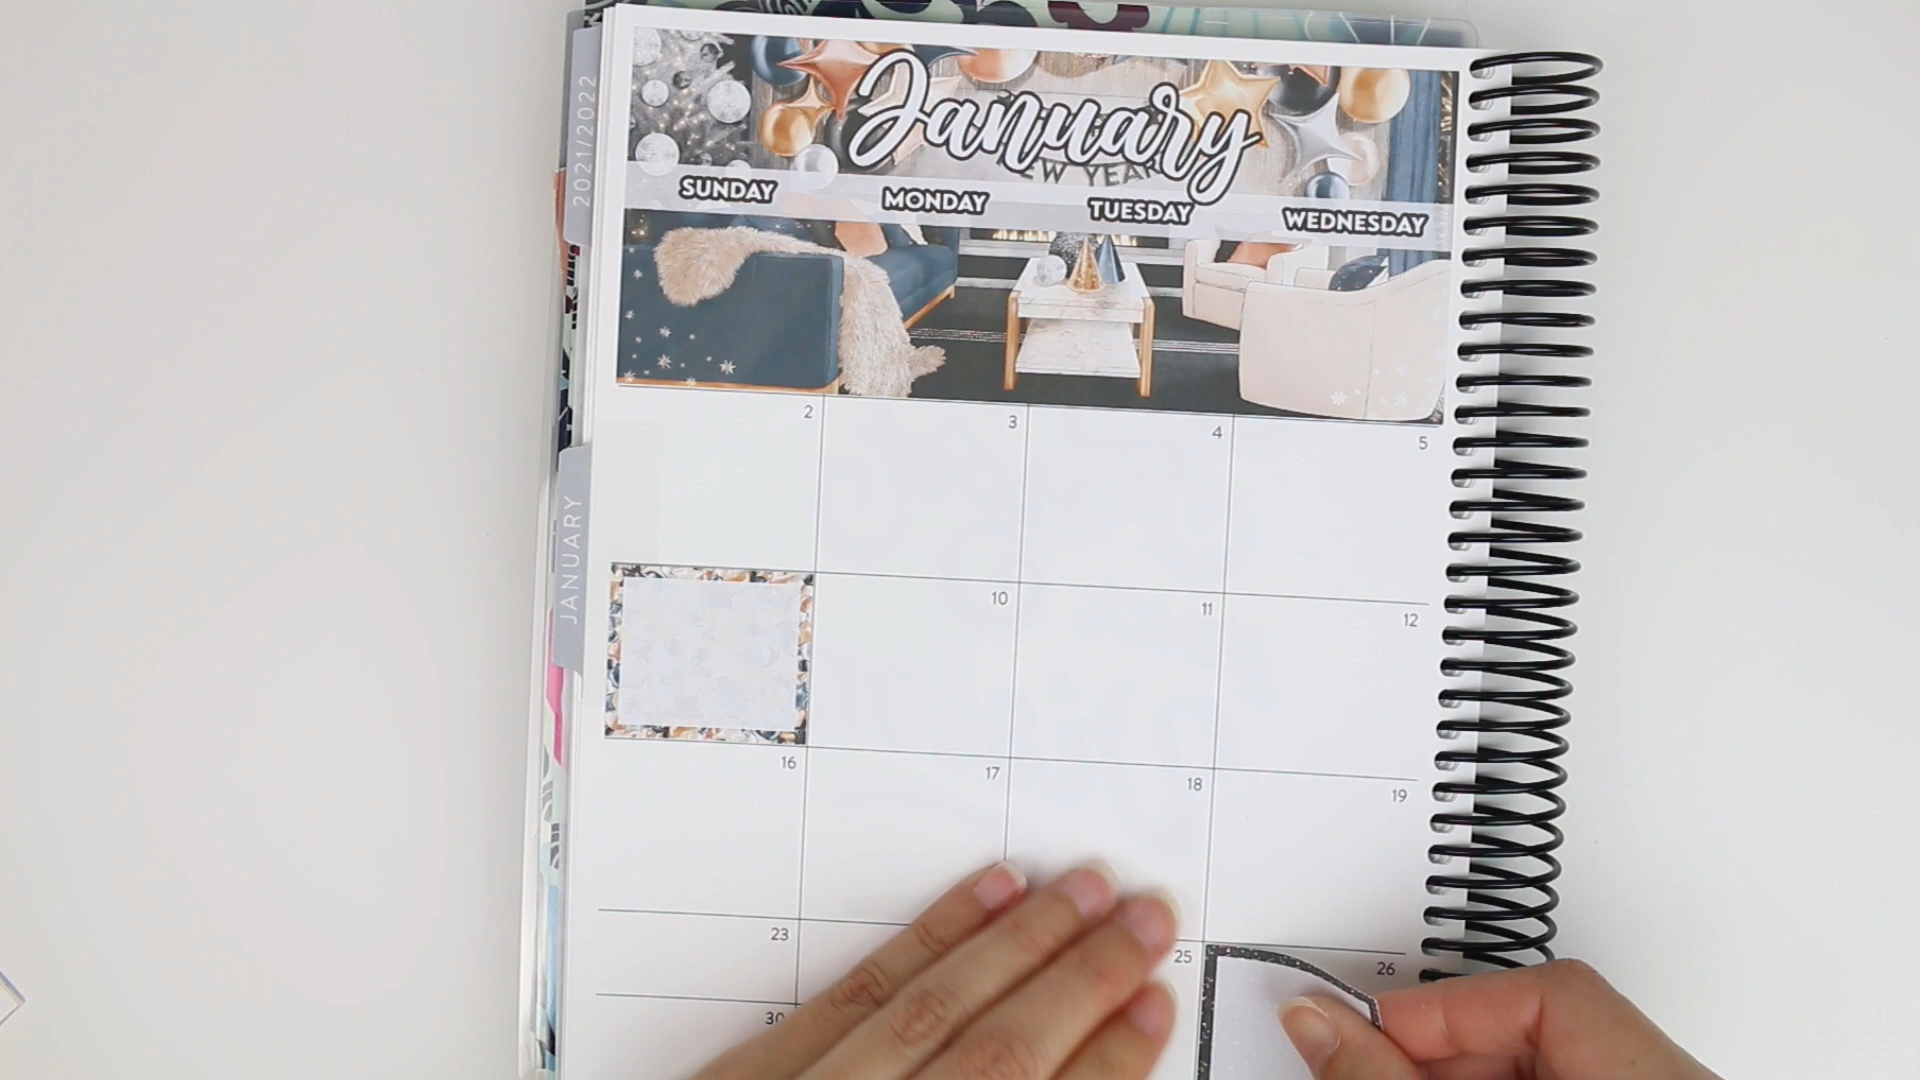 2021/2022
January
NEW YEAR
SUNDAY MONDAY TUESDAY WEDNESDAY
2 3 4 5
JANUARY
10 11 12
16 17 18 19
23 25 26
30